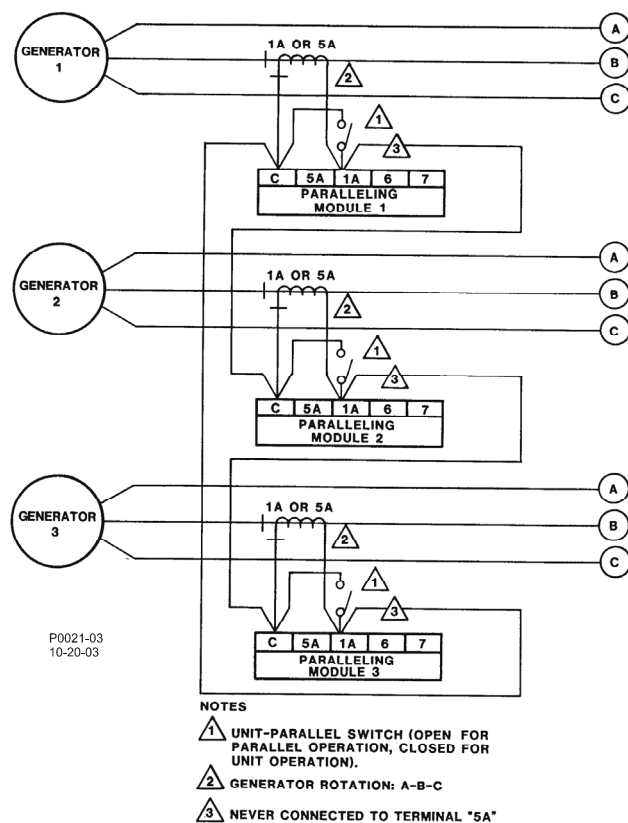 GENERATOR
1
1A OR 5A
A
B
C
2
1
3
C 5A 1A 6 7
PARALLELING
MODULE 1
GENERATOR
2
1A OR 5A
A
B
C
2
1
3
C 5A 1A 6 7
PARALLELING
MODULE 2
GENERATOR
3
1A OR 5A
A
B
C
2
1
3
C 5A 1A 6 7
PARALLELING
MODULE 3
P0021-03
10-20-03
NOTES
1 UNIT-PARALLEL SWITCH (OPEN FOR
PARALLEL OPERATION, CLOSED FOR
UNIT OPERATION).
2 GENERATOR ROTATION: A-B-C
3 NEVER CONNECTED TO TERMINAL "5A"